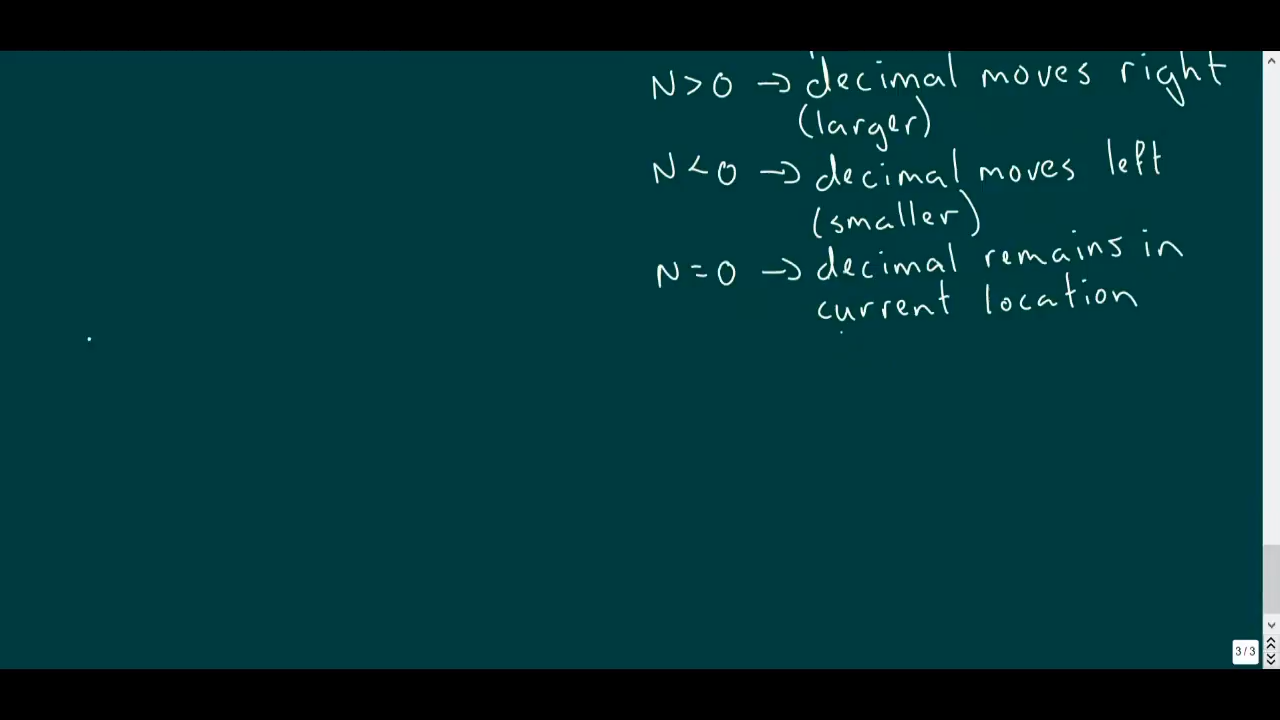 N > 0 → decimal moves right
(larger)
N < 0 → decimal moves left
(smaller)
N = 0 → decimal remains in
current location
3 / 3